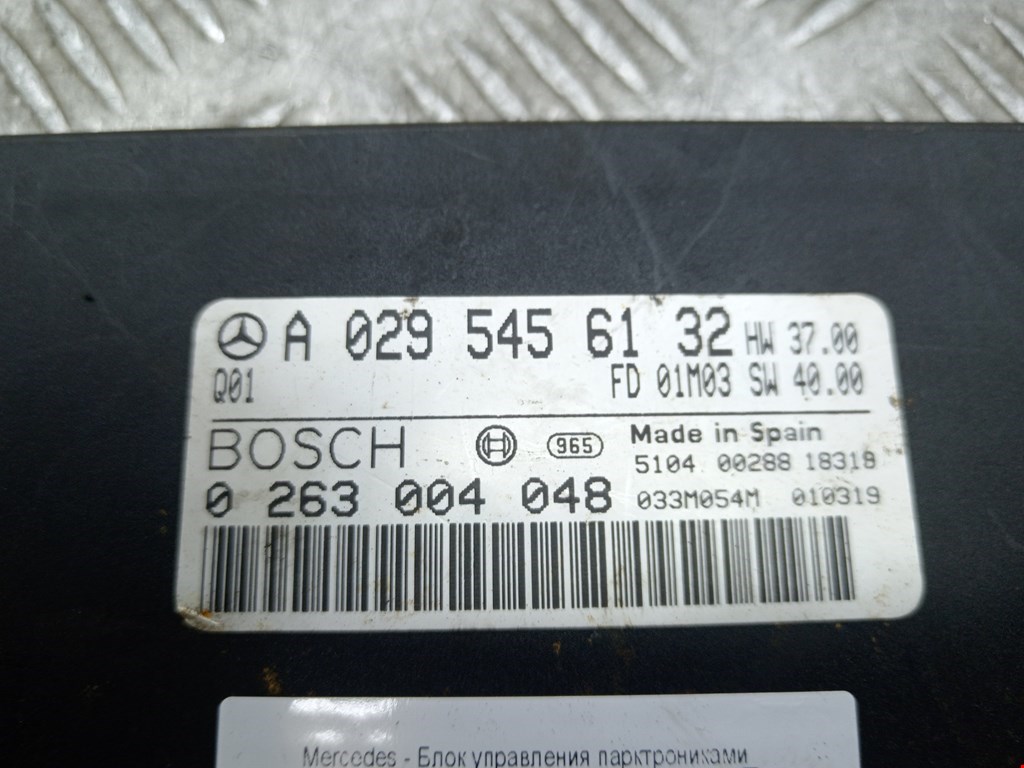 A 029 545 61 32 HW 37.00
Q01 FD 01M03 SW 40.00
BOSCH 965 Made in Spain
5104 00288 18319
0 263 004 048 033M054M 010319
Mercedes - Блок управления парктрониками